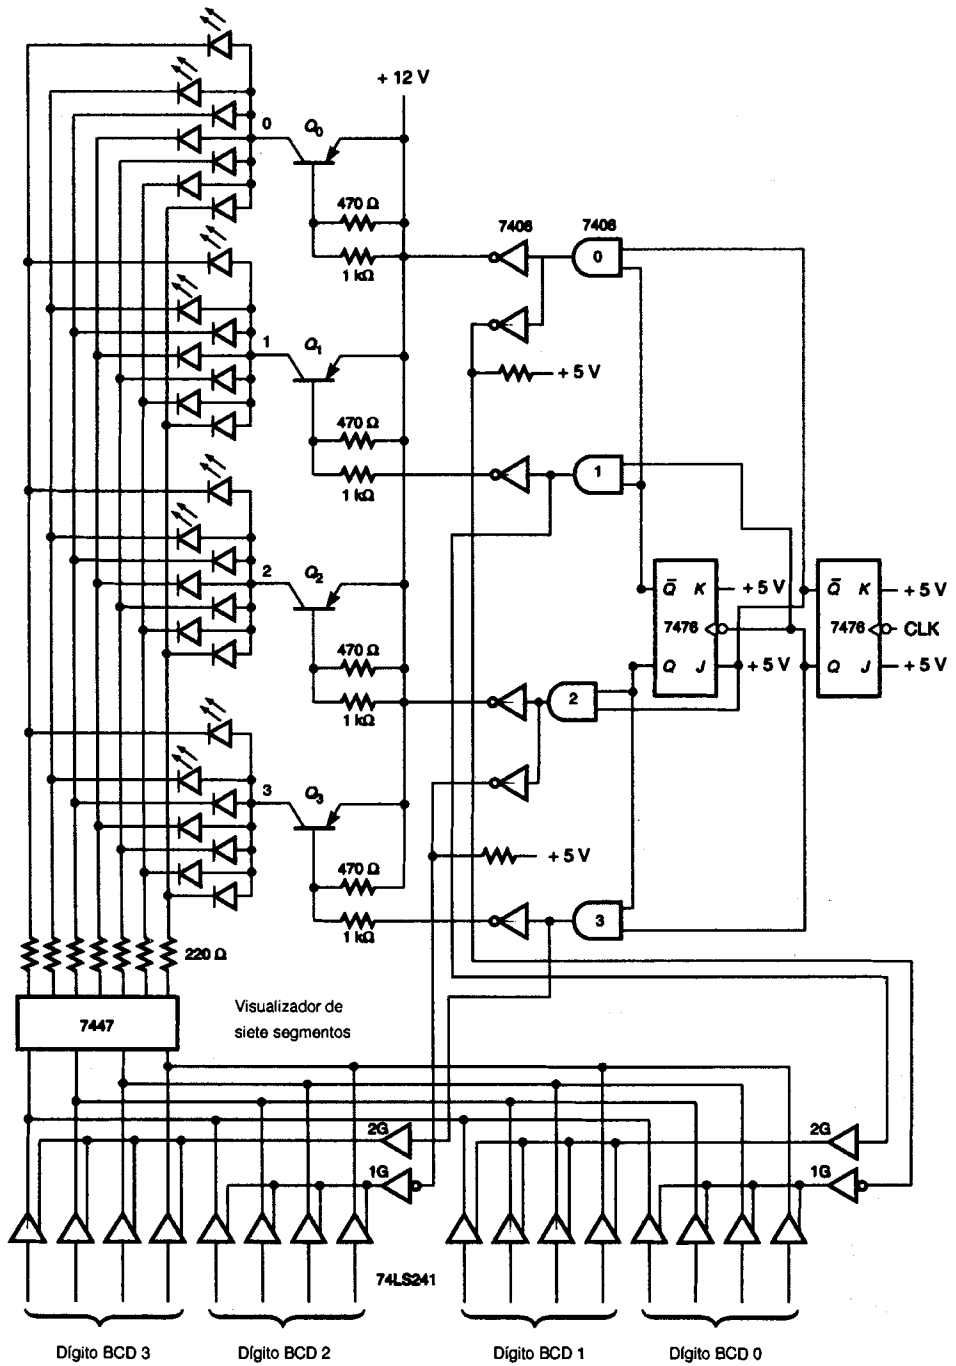 + 12 V
0
Q0
470 Ω
1 kΩ
7406
7408
0
+ 5 V
1
Q1
470 Ω
1 kΩ
1
2
Q2
470 Ω
1 kΩ
Q̄ K
+ 5 V
7476
Q J
+ 5 V
Q̄ K
+ 5 V
7476
CLK
Q J
+ 5 V
2
3
Q3
470 Ω
1 kΩ
+ 5 V
3
220 Ω
7447
Visualizador de
siete segmentos
2G
1G
2G
1G
74LS241
Dígito BCD 3
Dígito BCD 2
Dígito BCD 1
Dígito BCD 0